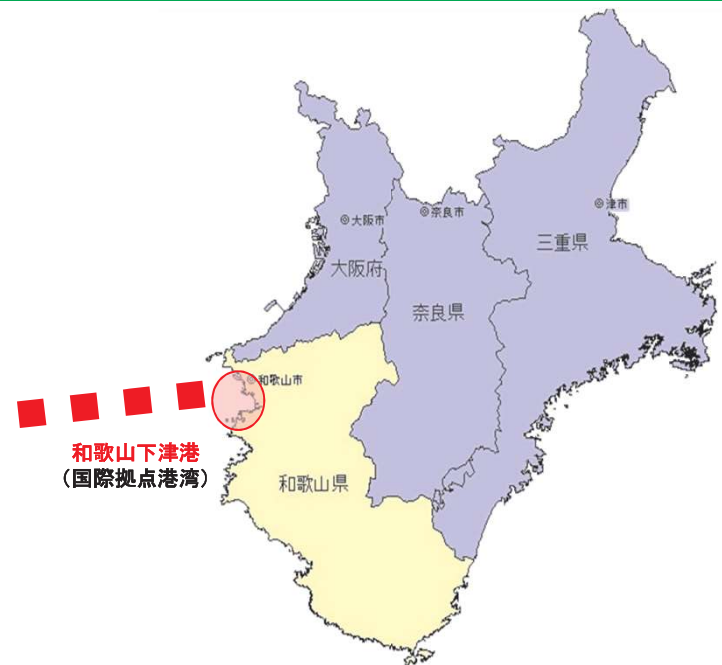 大阪市
奈良市
津市
三重県
大阪府
奈良県
和歌山市
和歌山下津港
（国際拠点港湾）
和歌山県